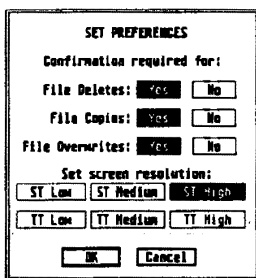 SET PREFERENCES
Confirmation required for:
File Deletes: Yes No
File Copies: Yes No
File Overwrites: Yes No
Set screen resolution:
ST Low ST Medium ST High
TT Low TT Medium TT High
OK Cancel